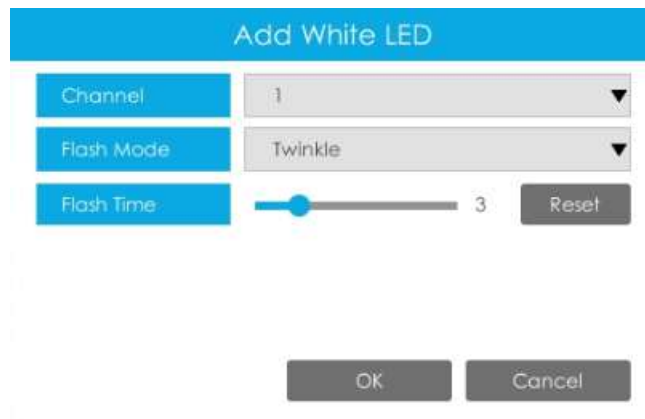 Add White LED
Channel 1
Flash Mode Twinkle
Flash Time 3 Reset
OK Cancel